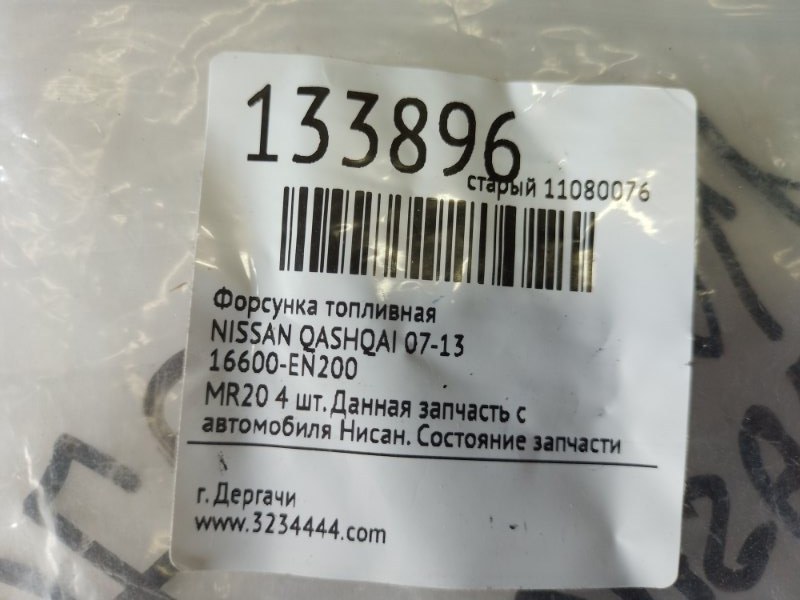 133896
старый 11080076
Форсунка топливная
NISSAN QASHQAI 07-13
16600-EN200
MR20 4 шт. Данная запчасть с
автомобиля Нисан. Состояние запчасти
г. Дергачи
www.3234444.com